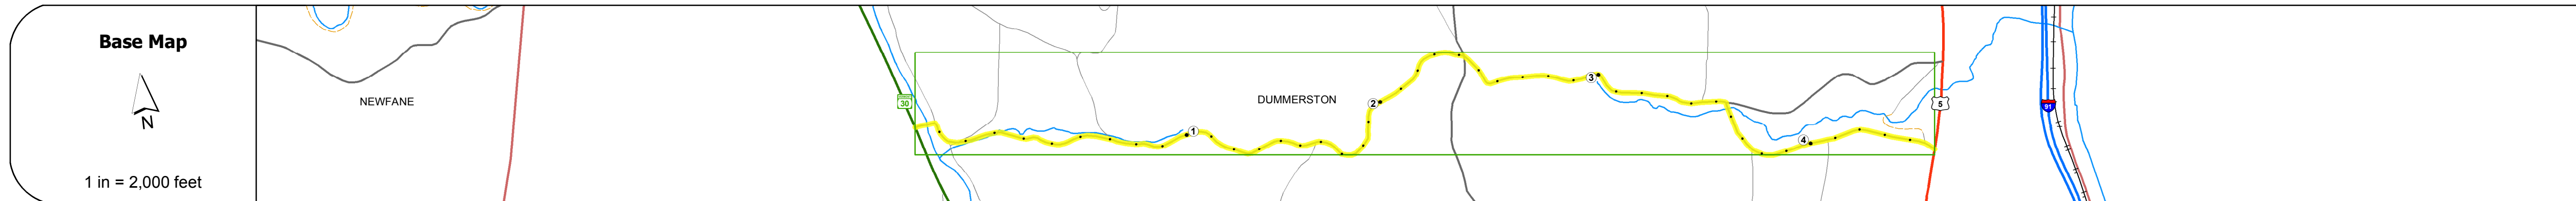 Base Map
N
1 in = 2,000 feet
NEWFANE
30
1
DUMMERSTON
2
3
4
5
91